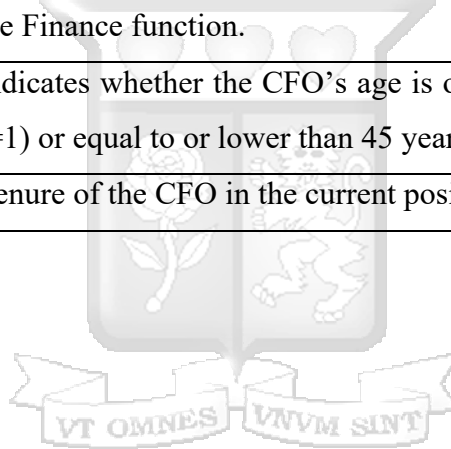 e Finance function.
ndicates whether the CFO’s age is o
=1) or equal to or lower than 45 year
enure of the CFO in the current posi
VT OMNES VNVM SINT